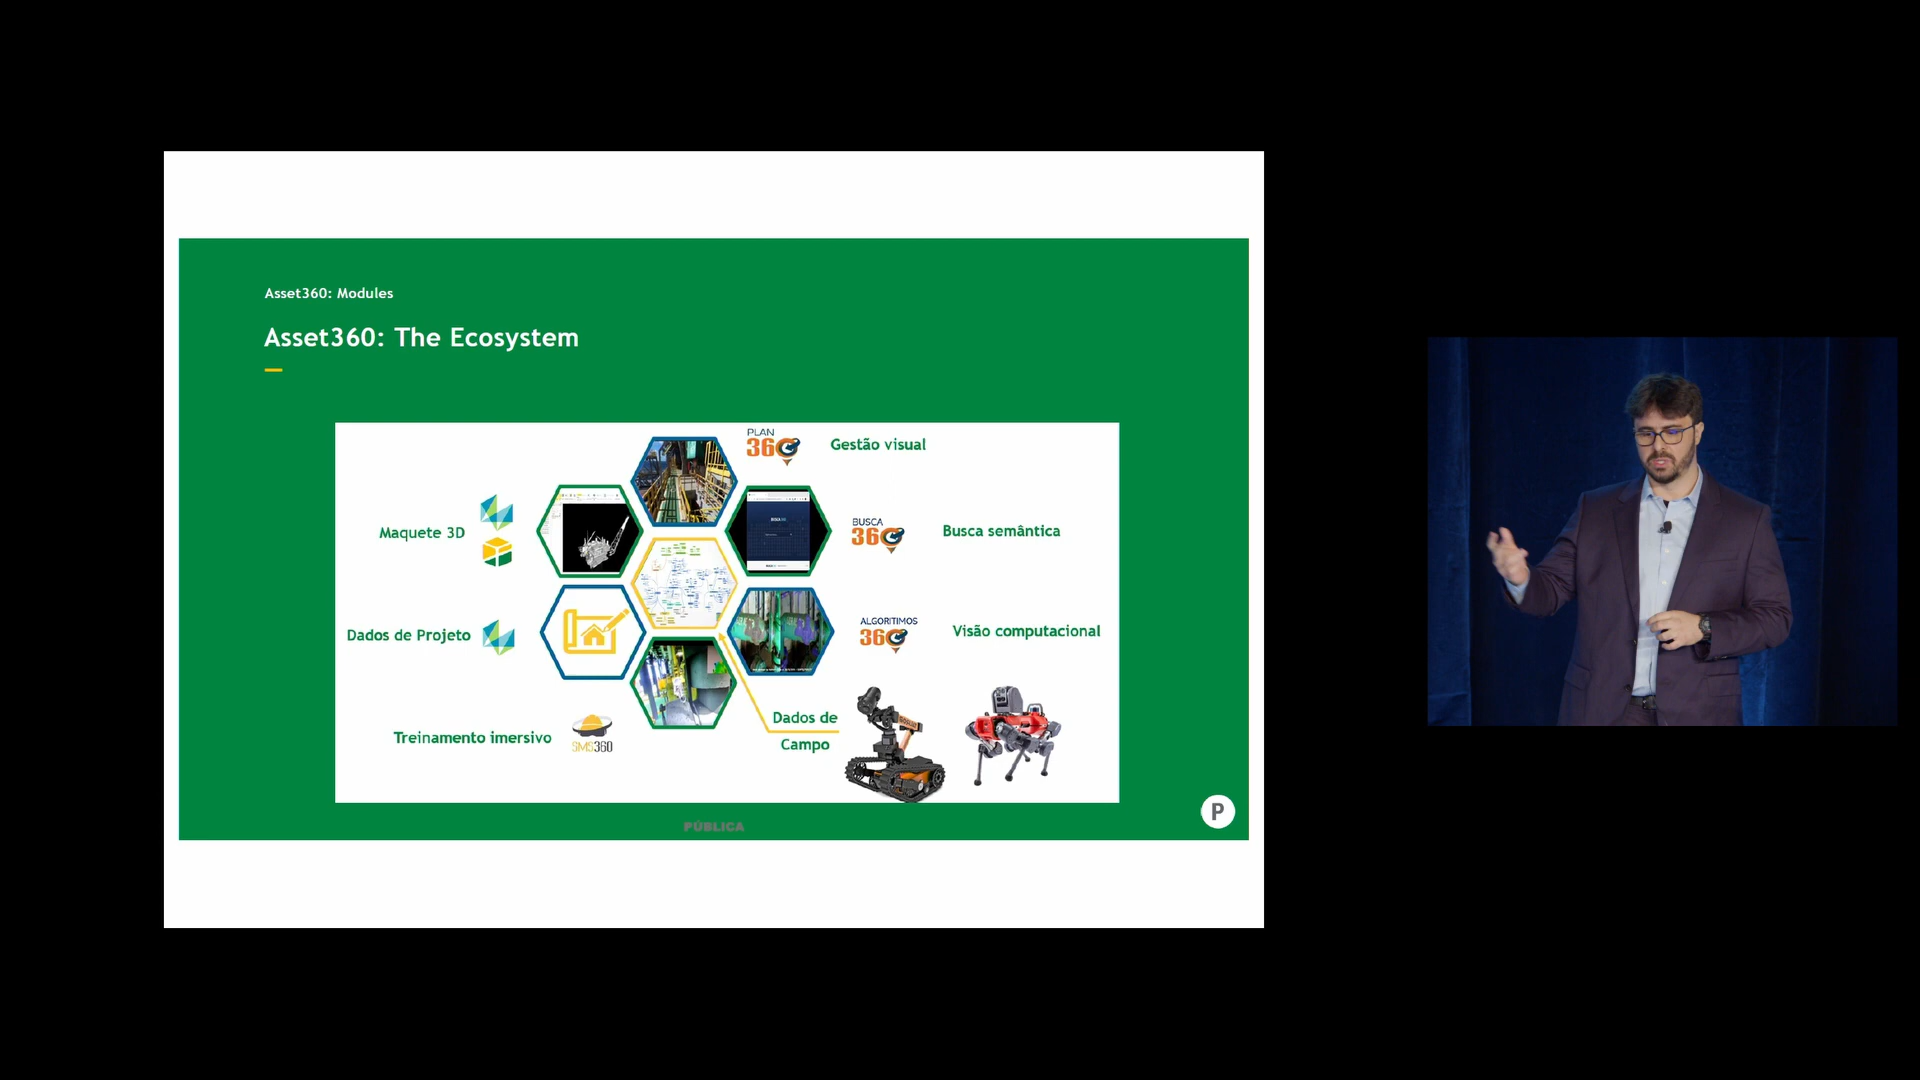 Asset360: Modules
Asset360: The Ecosystem
PLAN
360
Gestão visual
Maquete 3D
BUSCA
360
Busca semântica
Dados de Projeto
ALGORITIMOS
360
Visão computacional
Treinamento imersivo
SMS360
Dados de
Campo
PÚBLICA
P